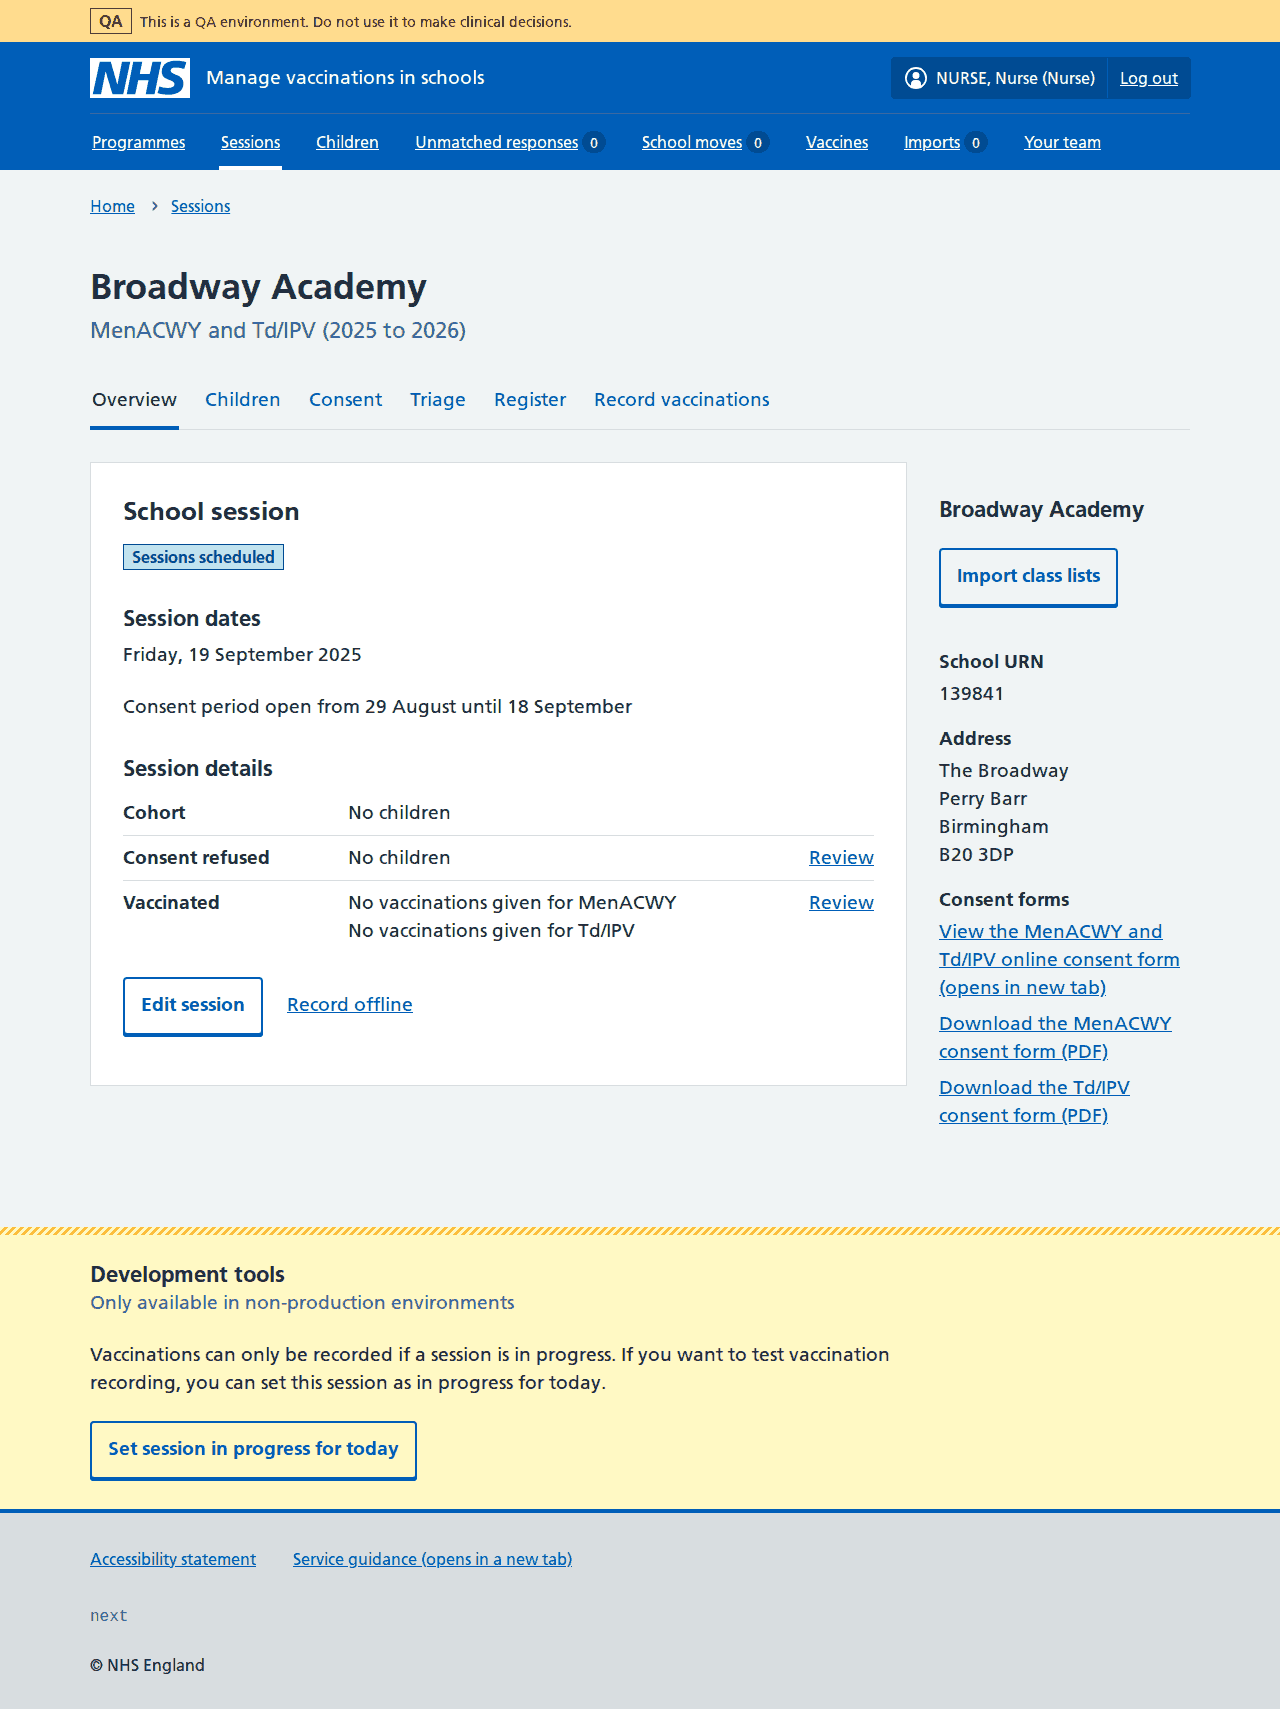 QA This is a QA environment. Do not use it to make clinical decisions.
NHS Manage vaccinations in schools NURSE, Nurse (Nurse) Log out
Programmes Sessions Children Unmatched responses 0 School moves 0 Vaccines Imports 0 Your team
Home Sessions
Broadway Academy
MenACWY and Td/IPV (2025 to 2026)
Overview Children Consent Triage Register Record vaccinations
School session
Sessions scheduled
Session dates
Friday, 19 September 2025
Consent period open from 29 August until 18 September
Session details
Cohort No children
Consent refused No children Review
Vaccinated No vaccinations given for MenACWY Review
No vaccinations given for Td/IPV
Edit session Record offline
Broadway Academy
Import class lists
School URN
139841
Address
The Broadway
Perry Barr
Birmingham
B20 3DP
Consent forms
View the MenACWY and
Td/IPV online consent form
(opens in new tab)
Download the MenACWY
consent form (PDF)
Download the Td/IPV
consent form (PDF)
Development tools
Only available in non-production environments
Vaccinations can only be recorded if a session is in progress. If you want to test vaccination
recording, you can set this session as in progress for today.
Set session in progress for today
Accessibility statement Service guidance (opens in a new tab)
next
© NHS England